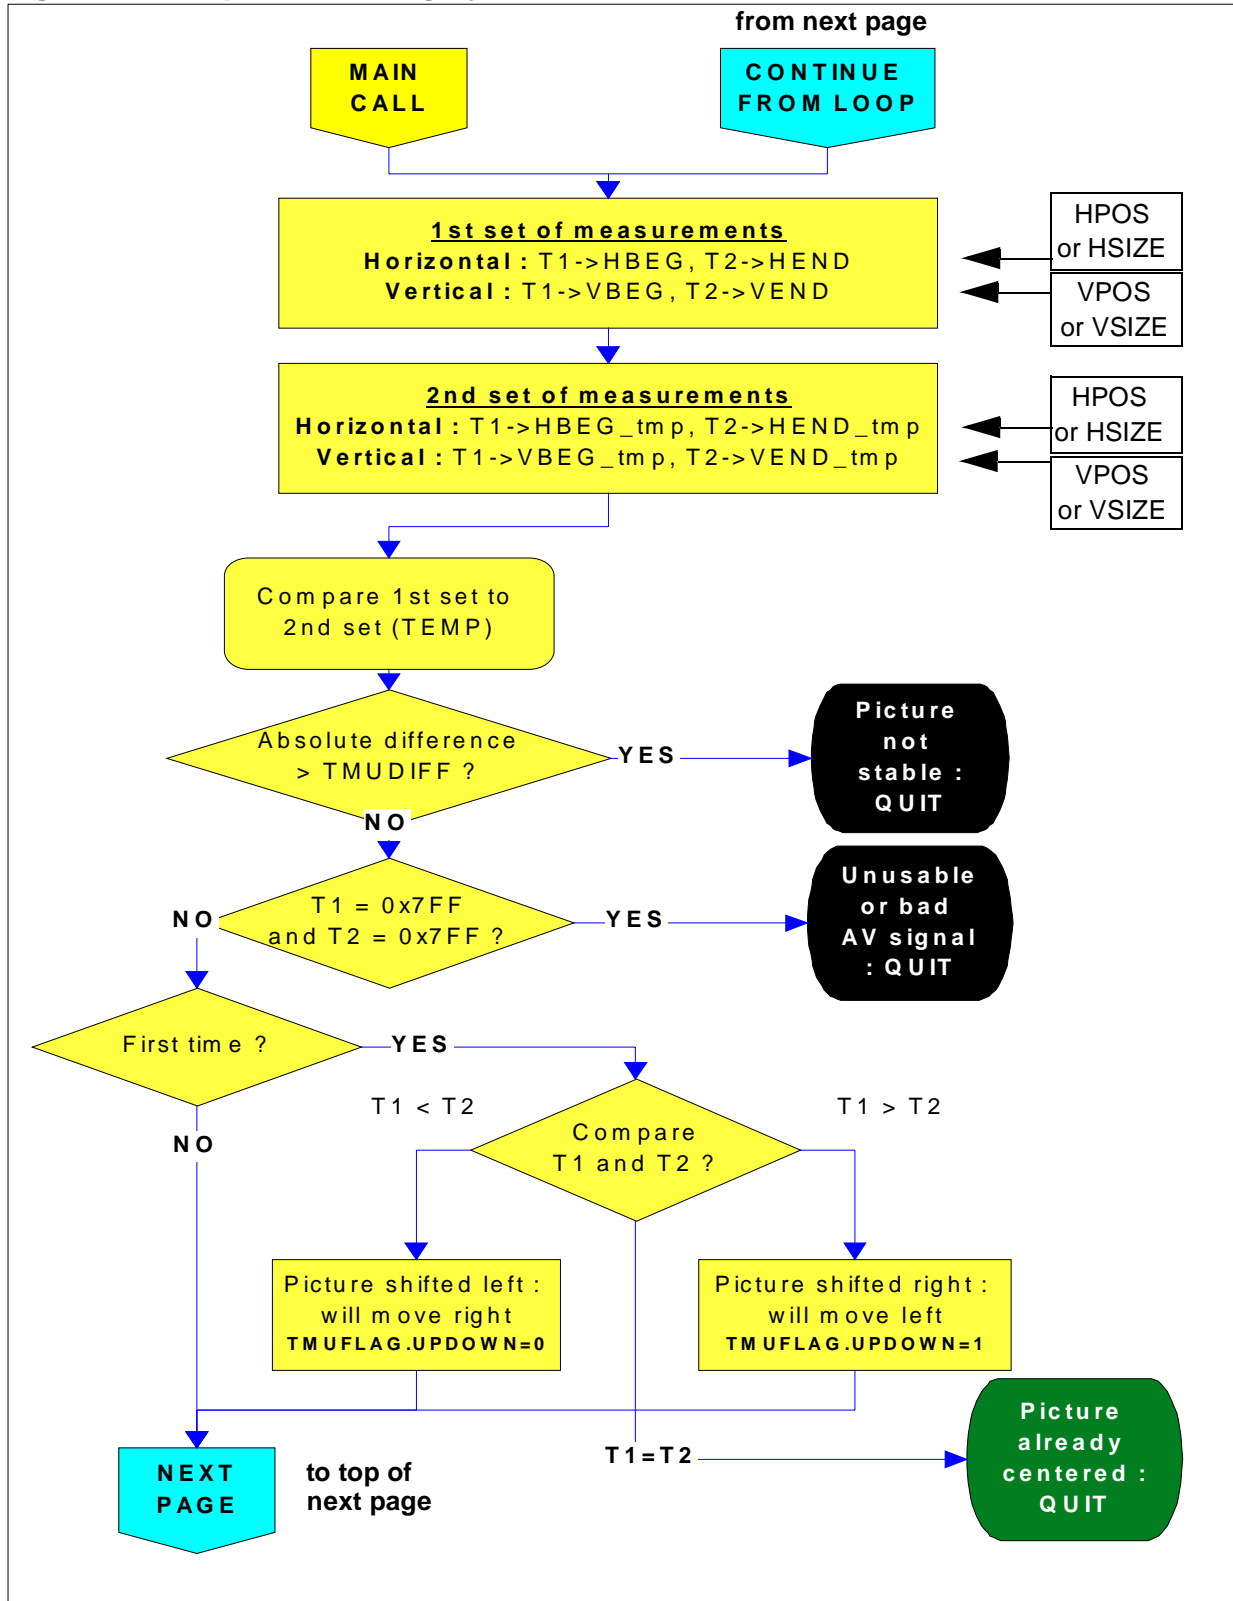 from next page
MAIN
CALL
CONTINUE
FROM LOOP
1st set of measurements
Horizontal : T1->HBEG, T2->HEND
Vertical : T1->VBEG, T2->VEND
HPOS
or HSIZE
VPOS
or VSIZE
2nd set of measurements
Horizontal : T1->HBEG_tmp, T2->HEND_tmp
Vertical : T1->VBEG_tmp, T2->VEND_tmp
HPOS
or HSIZE
VPOS
or VSIZE
Compare 1st set to
2nd set (TEMP)
Absolute difference
> TMUDIFF ?
YES
Picture
not
stable :
QUIT
NO
T1 = 0x7FF
and T2 = 0x7FF ?
NO
YES
Unusable
or bad
AV signal
: QUIT
First time ?
YES
NO
T1 < T2
T1 > T2
Compare
T1 and T2 ?
Picture shifted left :
will move right
TMUFLAG.UPDOWN=0
Picture shifted right :
will move left
TMUFLAG.UPDOWN=1
T1=T2
Picture
already
centered :
QUIT
NEXT
PAGE
to top of
next page